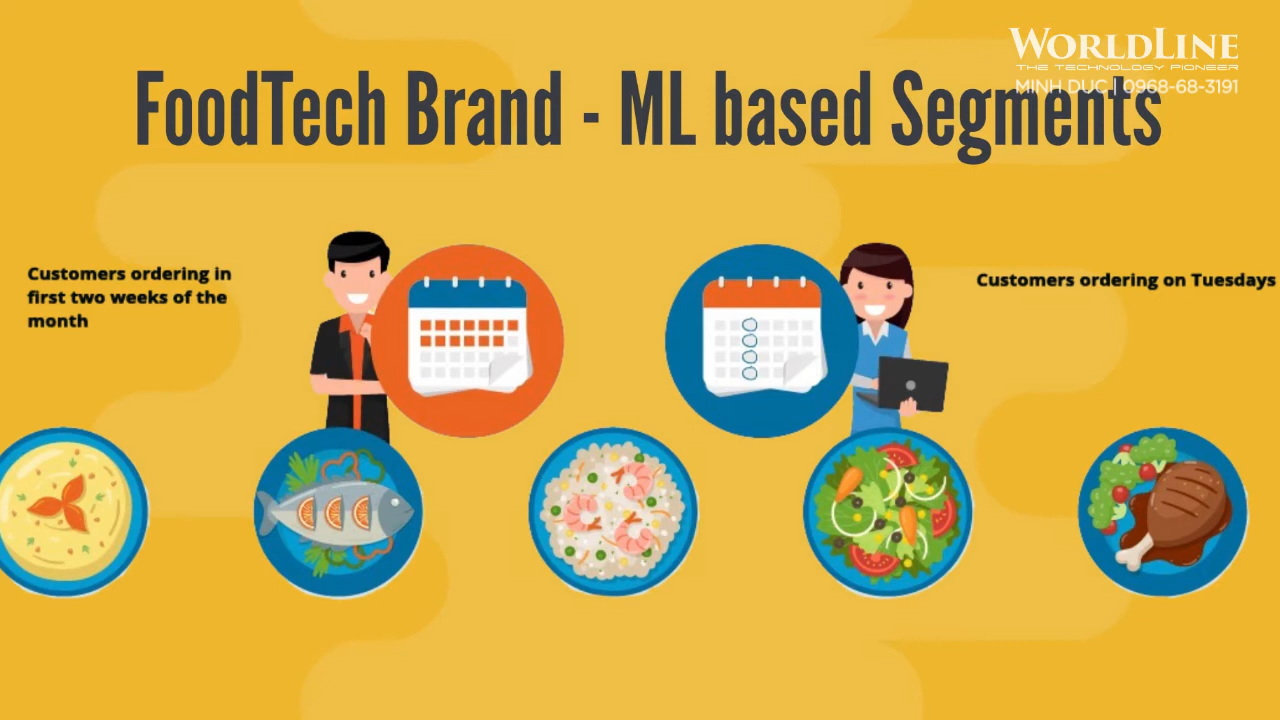 WORLDLINE
THE TECHNOLOGY PIONEER
MINH DUC | 0968-68-3191
FoodTech Brand - ML based Segments
Customers ordering in
first two weeks of the
month
Customers ordering on Tuesdays